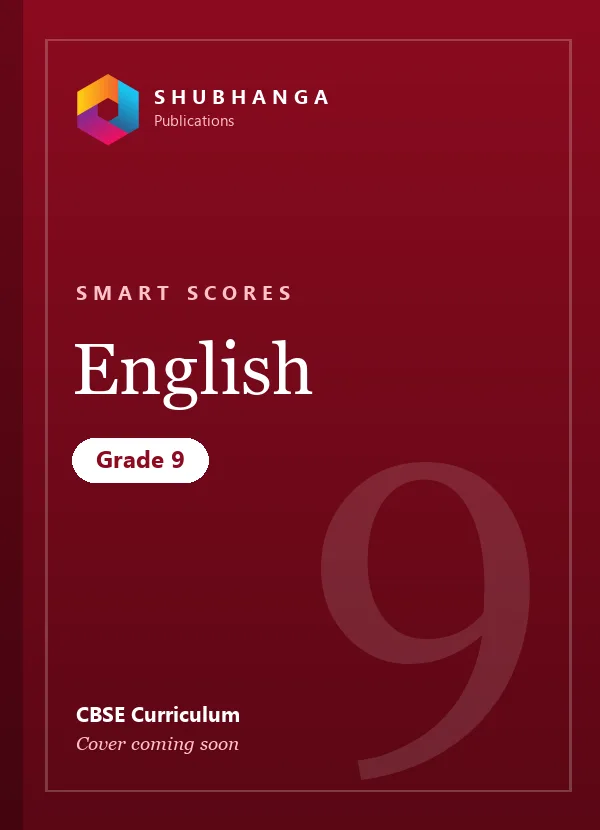 SHUBHANGA
Publications
SMART SCORES
English
Grade 9
9
CBSE Curriculum
Cover coming soon